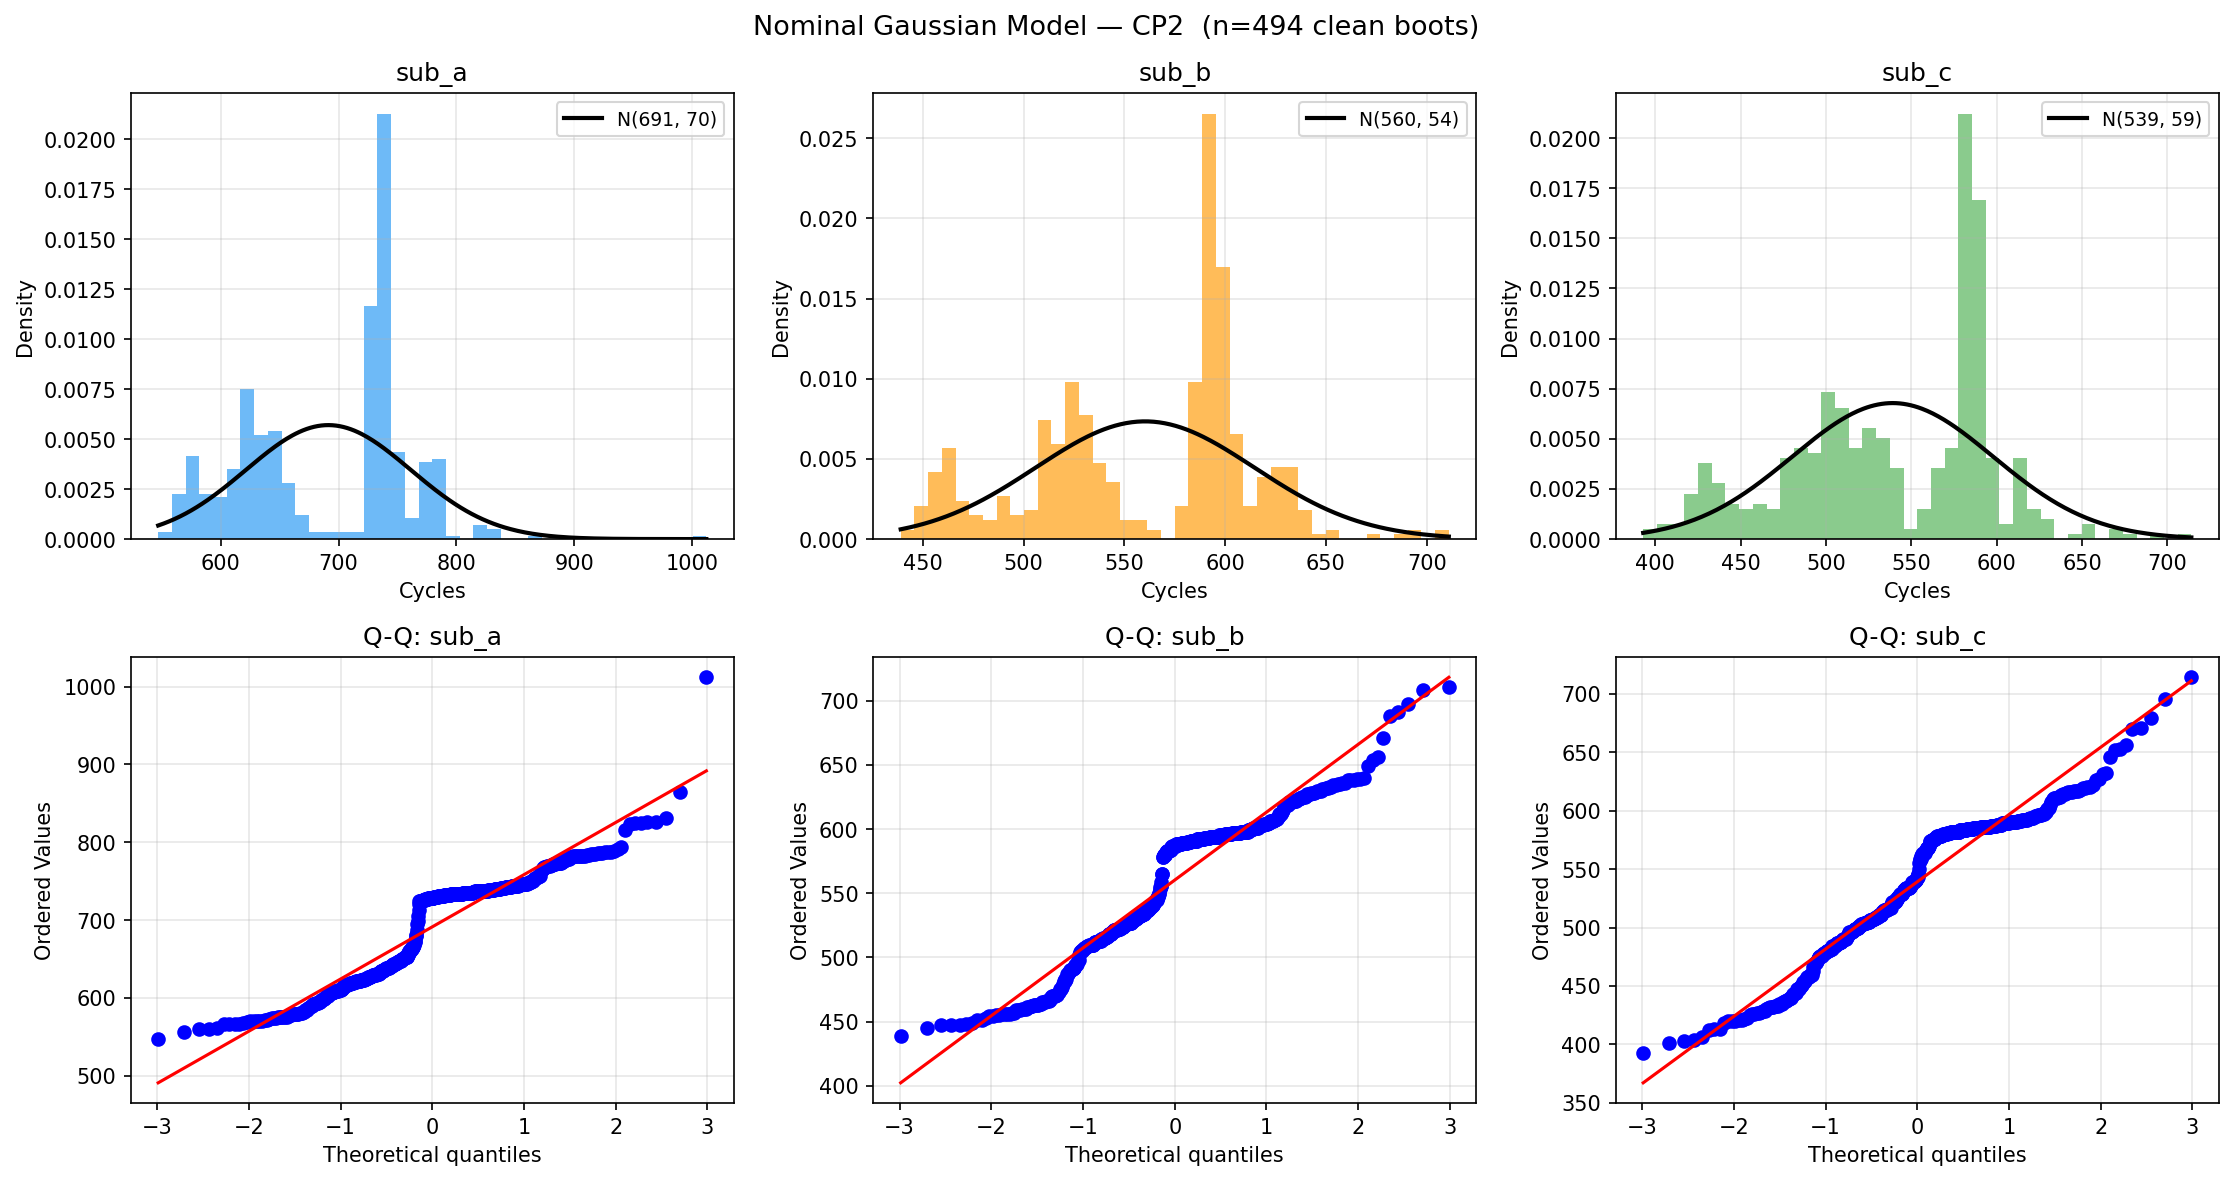 Nominal Gaussian Model — CP2  (n=494 clean boots)
sub_a
Density
0.0200
0.0175
0.0150
0.0125
0.0100
0.0075
0.0050
0.0025
0.0000
N(691, 70)
600 700 800 900 1000
Cycles
sub_b
Density
0.025
0.020
0.015
0.010
0.005
0.000
N(560, 54)
450 500 550 600 650 700
Cycles
sub_c
Density
0.0200
0.0175
0.0150
0.0125
0.0100
0.0075
0.0050
0.0025
0.0000
N(539, 59)
400 450 500 550 600 650 700
Cycles
Q-Q: sub_a
Ordered Values
1000
900
800
700
600
500
−3 −2 −1 0 1 2 3
Theoretical quantiles
Q-Q: sub_b
Ordered Values
700
650
600
550
500
450
400
−3 −2 −1 0 1 2 3
Theoretical quantiles
Q-Q: sub_c
Ordered Values
700
650
600
550
500
450
400
350
−3 −2 −1 0 1 2 3
Theoretical quantiles